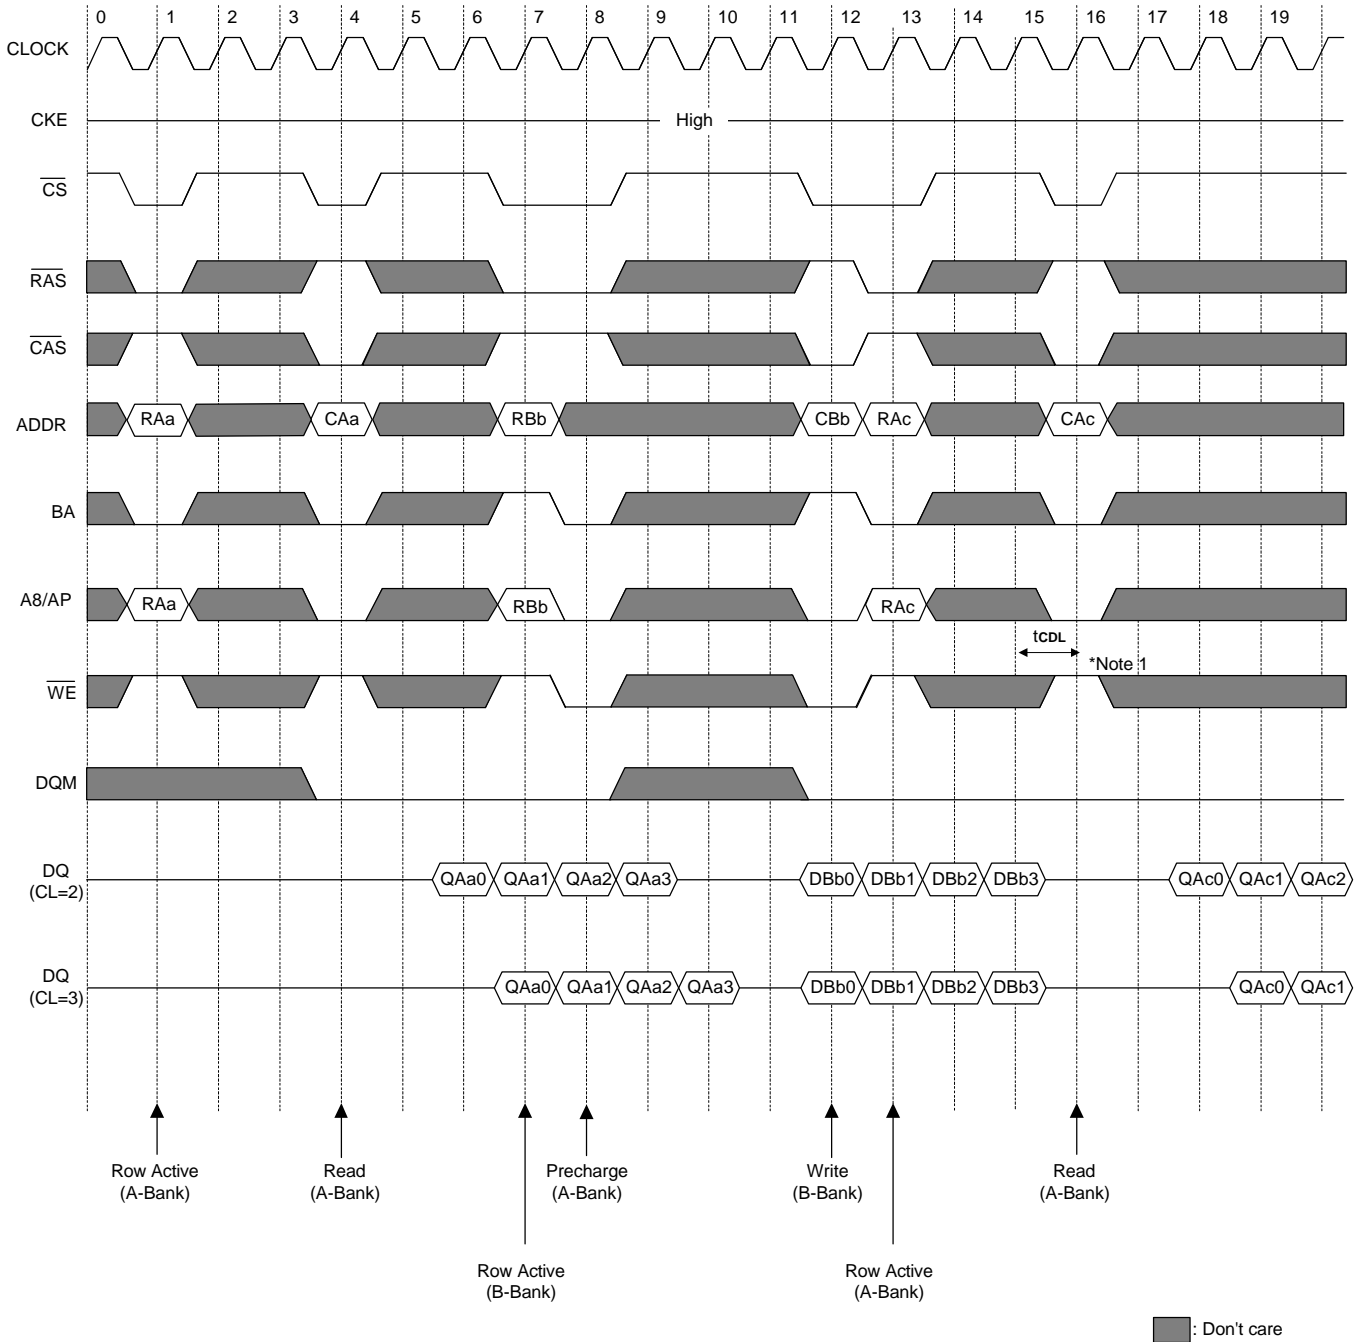 0 1 2 3 4 5 6 7 8 9 10 11 12 13 14 15 16 17 18 19
CLOCK
CKE High
CS
RAS
CAS
ADDR RAa CAa RBb CBb RAc CAc
BA
A8/AP RAa RBb RAc
tCDL
*Note 1
WE
DQM
DQ
(CL=2) QAa0 QAa1 QAa2 QAa3 DBb0 DBb1 DBb2 DBb3 QAc0 QAc1 QAc2
DQ
(CL=3) QAa0 QAa1 QAa2 QAa3 DBb0 DBb1 DBb2 DBb3 QAc0 QAc1
Row Active
(A-Bank)
Read
(A-Bank)
Precharge
(A-Bank)
Write
(B-Bank)
Read
(A-Bank)
Row Active
(B-Bank)
Row Active
(A-Bank)
: Don't care